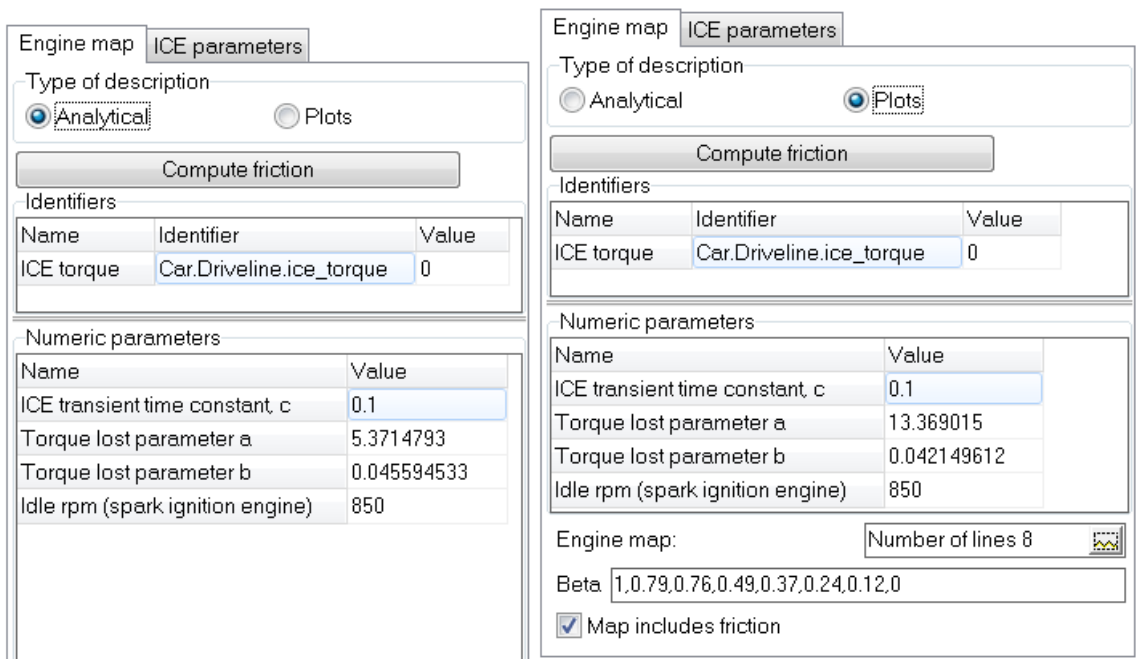 Engine map ICE parameters
Type of description
Analytical Plots
Compute friction
Identifiers
Name Identifier Value
ICE torque Car.Driveline.ice_torque 0
Numeric parameters
Name Value
ICE transient time constant, c 0.1
Torque lost parameter a 5.3714793
Torque lost parameter b 0.045594533
Idle rpm (spark ignition engine) 850
Engine map ICE parameters
Type of description
Analytical Plots
Compute friction
Identifiers
Name Identifier Value
ICE torque Car.Driveline.ice_torque 0
Numeric parameters
Name Value
ICE transient time constant, c 0.1
Torque lost parameter a 13.369015
Torque lost parameter b 0.042149612
Idle rpm (spark ignition engine) 850
Engine map: Number of lines 8
Beta 1,0.79,0.76,0.49,0.37,0.24,0.12,0
Map includes friction